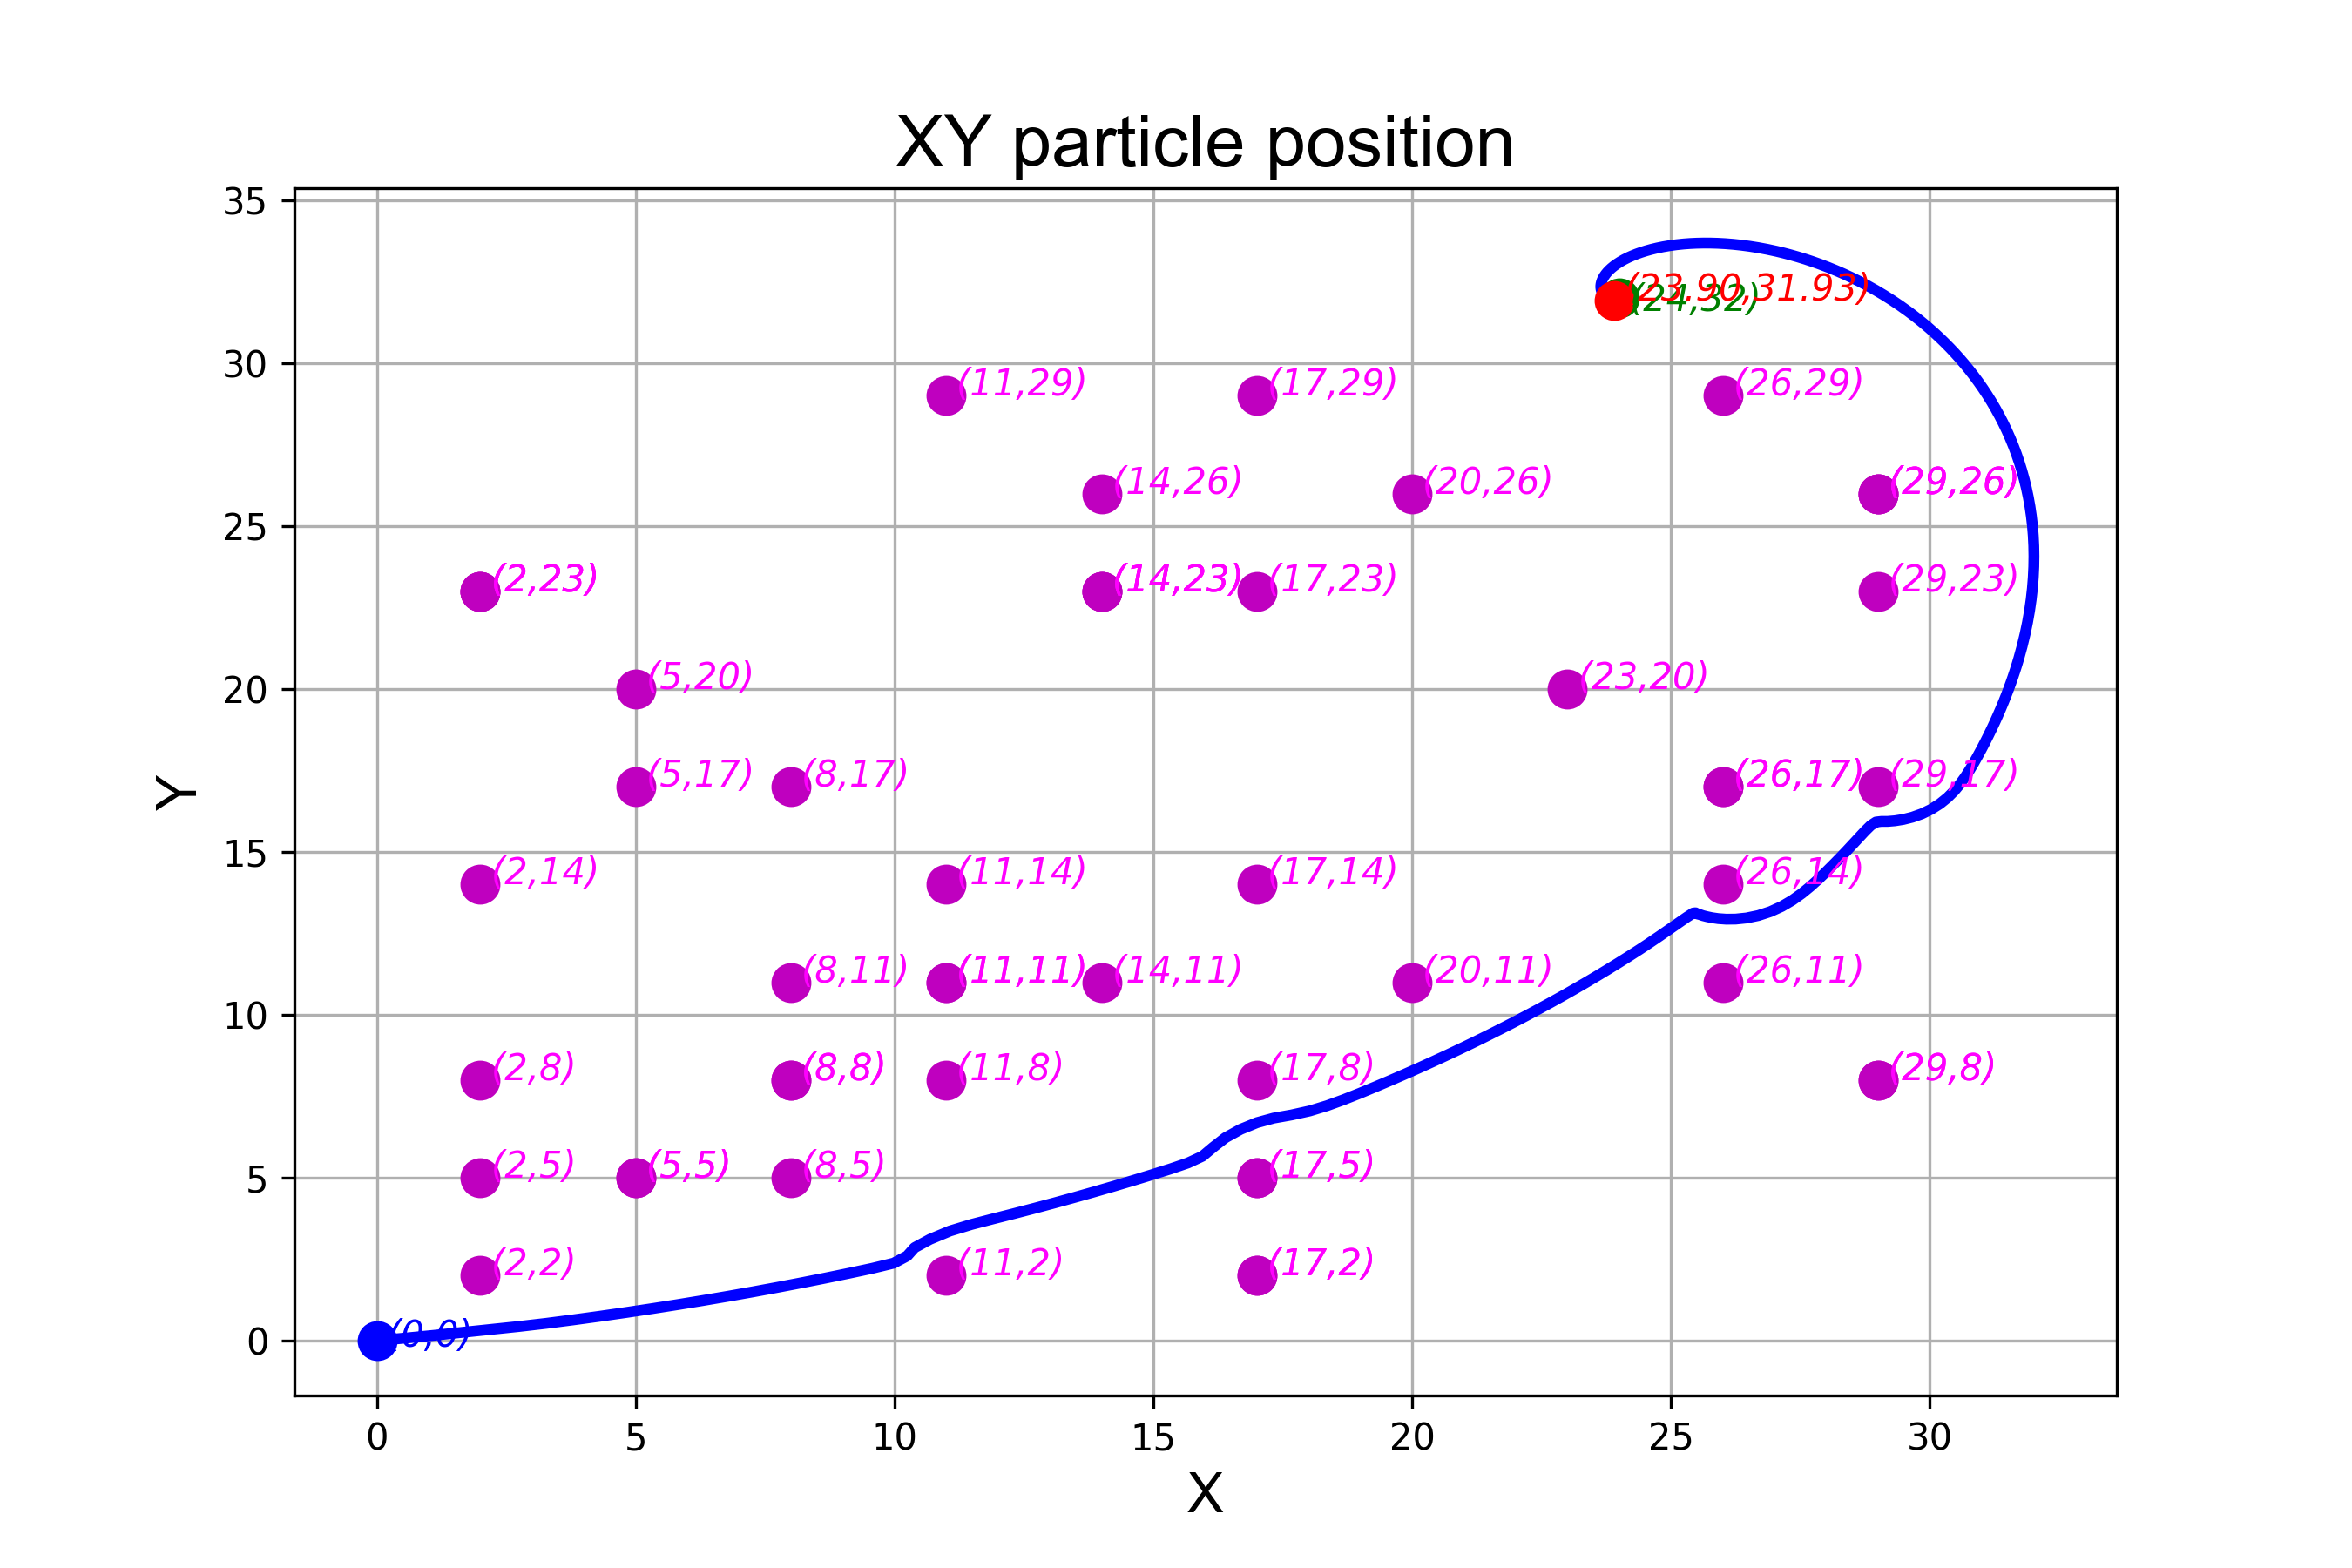 XY particle position
35
(23.90,31.93)
(24,32)
30
(11,29) (17,29) (26,29)
(14,26) (20,26) (29,26)
25
(2,23) (14,23) (17,23) (29,23)
20
(5,20) (23,20)
(5,17) (8,17) (26,17) (29,17)
Y
15
(2,14) (11,14) (17,14) (26,14)
(8,11) (11,11) (14,11) (20,11) (26,11)
10
(2,8) (8,8) (11,8) (17,8) (29,8)
5
(2,5) (5,5) (8,5) (17,5)
(2,2) (11,2) (17,2)
0
(0,0)
0 5 10 15 20 25 30
X